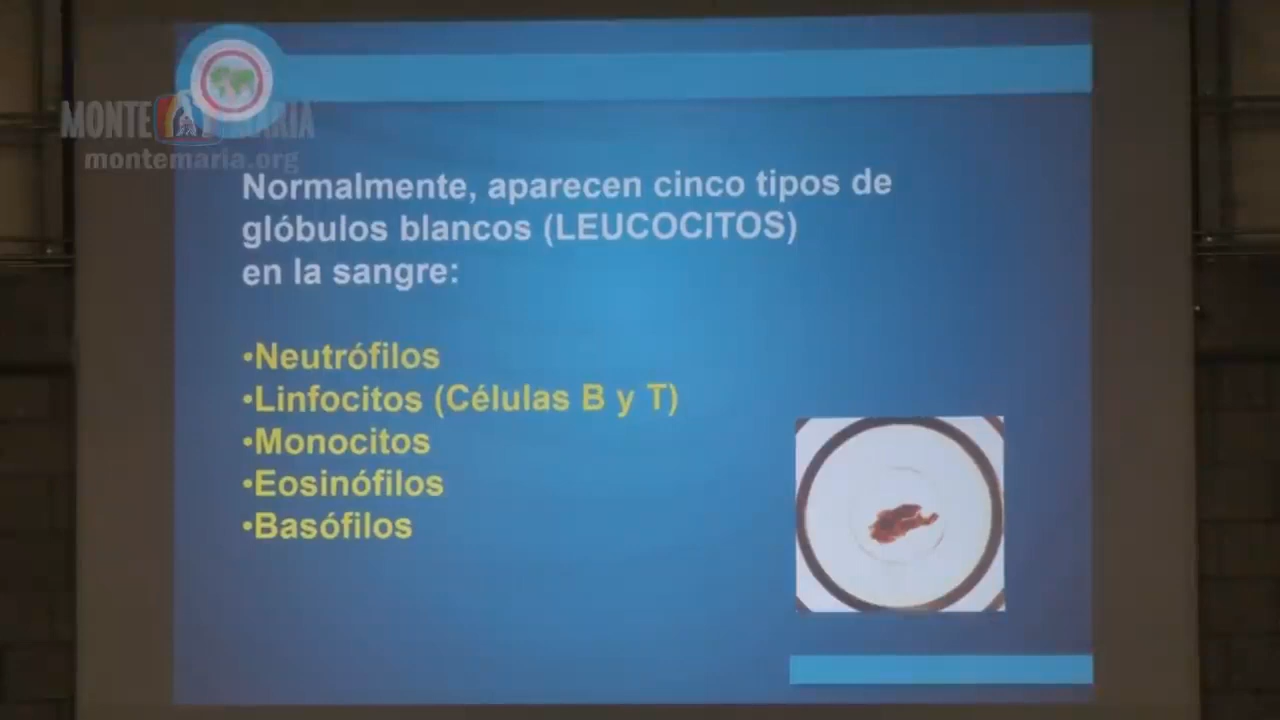 MONTE MARIA
montemaria.org
Normalmente, aparecen cinco tipos de
glóbulos blancos (LEUCOCITOS)
en la sangre:
•Neutrófilos
•Linfocitos (Células B y T)
•Monocitos
•Eosinófilos
•Basófilos